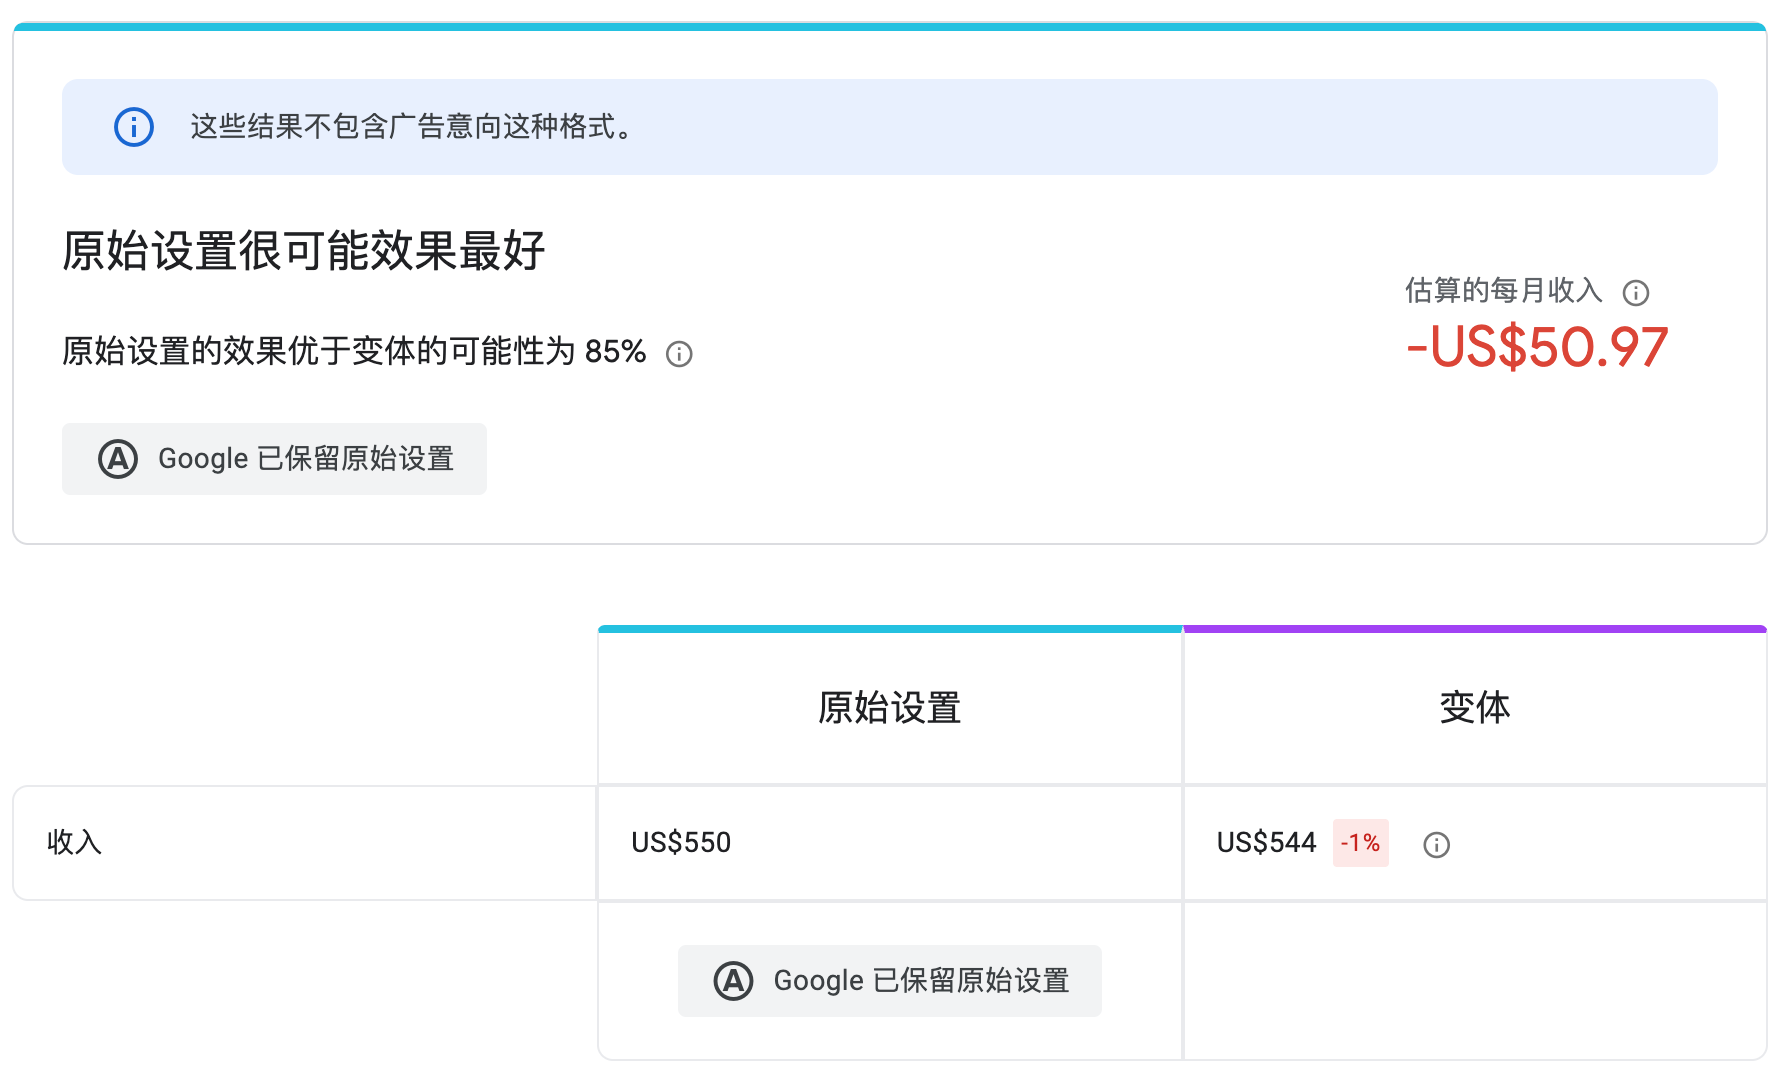 这些结果不包含广告意向这种格式。
原始设置很可能效果最好
估算的每月收入
-US$50.97
原始设置的效果优于变体的可能性为 85%
Google 已保留原始设置
原始设置
变体
收入
US$550
US$544 -1%
Google 已保留原始设置